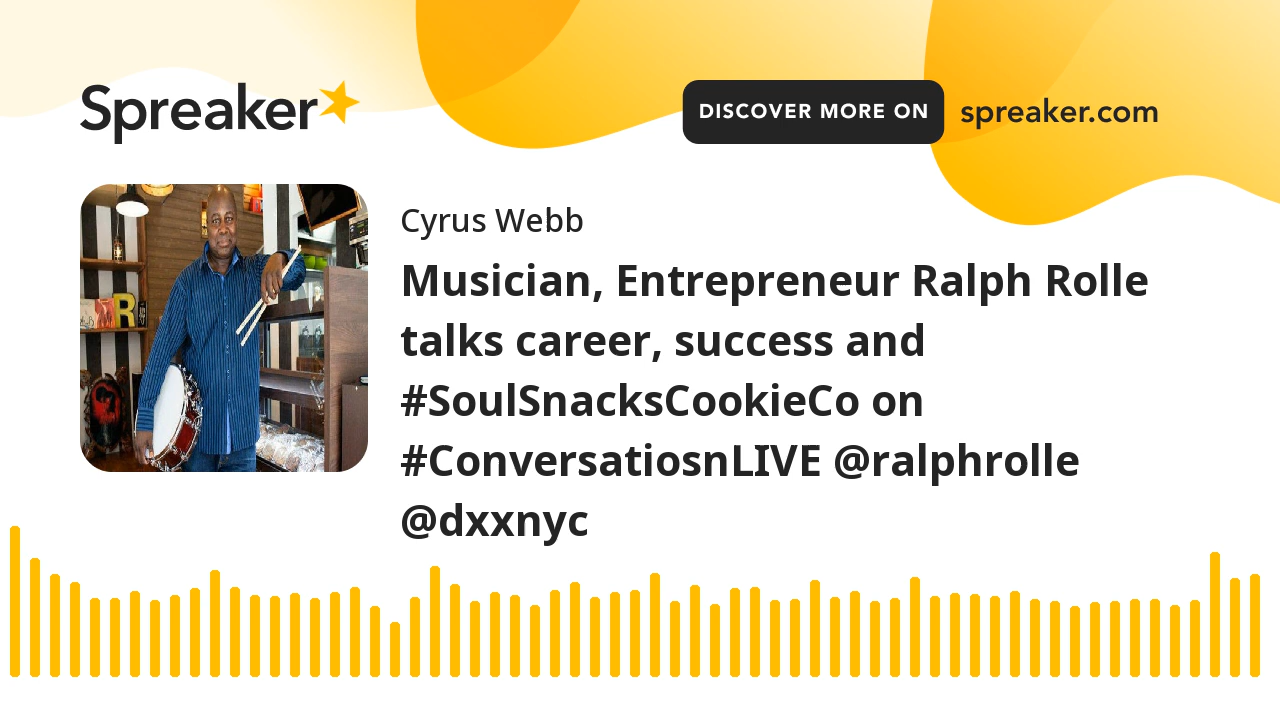 Spreaker
DISCOVER MORE ON spreaker.com
Cyrus Webb
Musician, Entrepreneur Ralph Rolle
talks career, success and
#SoulSnacksCookieCo on
#ConversatiosnLIVE @ralphrolle
@dxxnyc
R